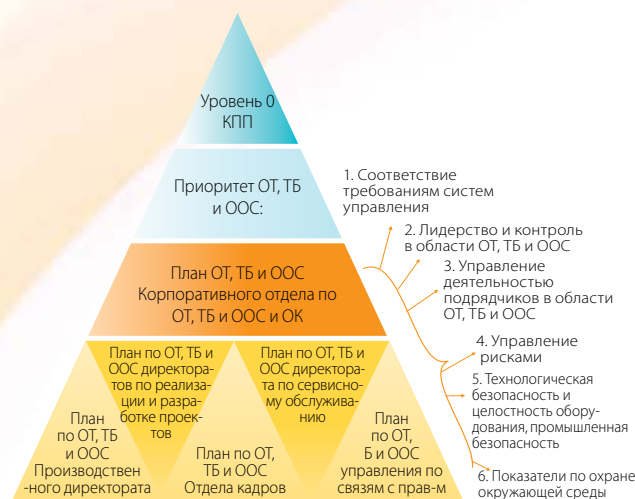 Уровень 0
КПП
Приоритет ОТ, ТБ
и ООС:
План ОТ, ТБ и ООС
Корпоративного отдела по
ОТ, ТБ и ООС и ОК
План по ОТ, ТБ и
ООС директора-
тов по реализа-
ции и разра-
ботке проек-
тов
План по ОТ, ТБ и
ООС директора-
та по сервисно-
му обслужива-
нию
План
по ОТ, ТБ
и ООС
Производствен
-ного директората
План по ОТ,
ТБ и ООС
Отдела кадров
План
по ОТ,
Б и ООС
управления по
связям с прав-м
1. Соответствие
требованиям систем
управления
2. Лидерство и контроль
в области ОТ, ТБ и ООС
3. Управление
деятельностью
подрядчиков в области
ОТ, ТБ и ООС
4. Управление
рисками
5. Технологическая
безопасность и
целостность обору-
дования, промышленная
безопасность
6. Показатели по охране
окружающей среды